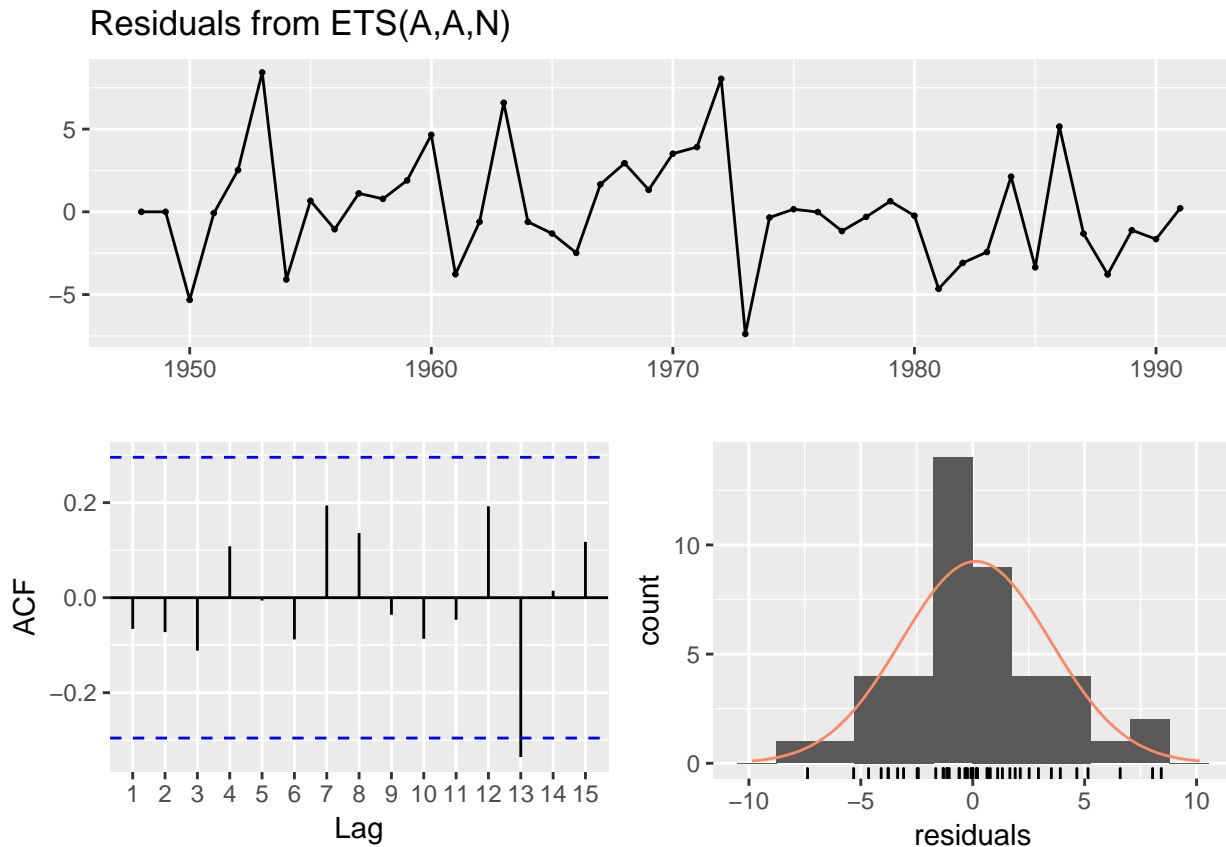 Residuals from ETS(A,A,N)
5
0
−5
1950 1960 1970 1980 1990
ACF
0.2
0.0
−0.2
1 2 3 4 5 6 7 8 9 10 11 12 13 14 15
Lag
count
10
5
0
−10 −5 0 5 10
residuals